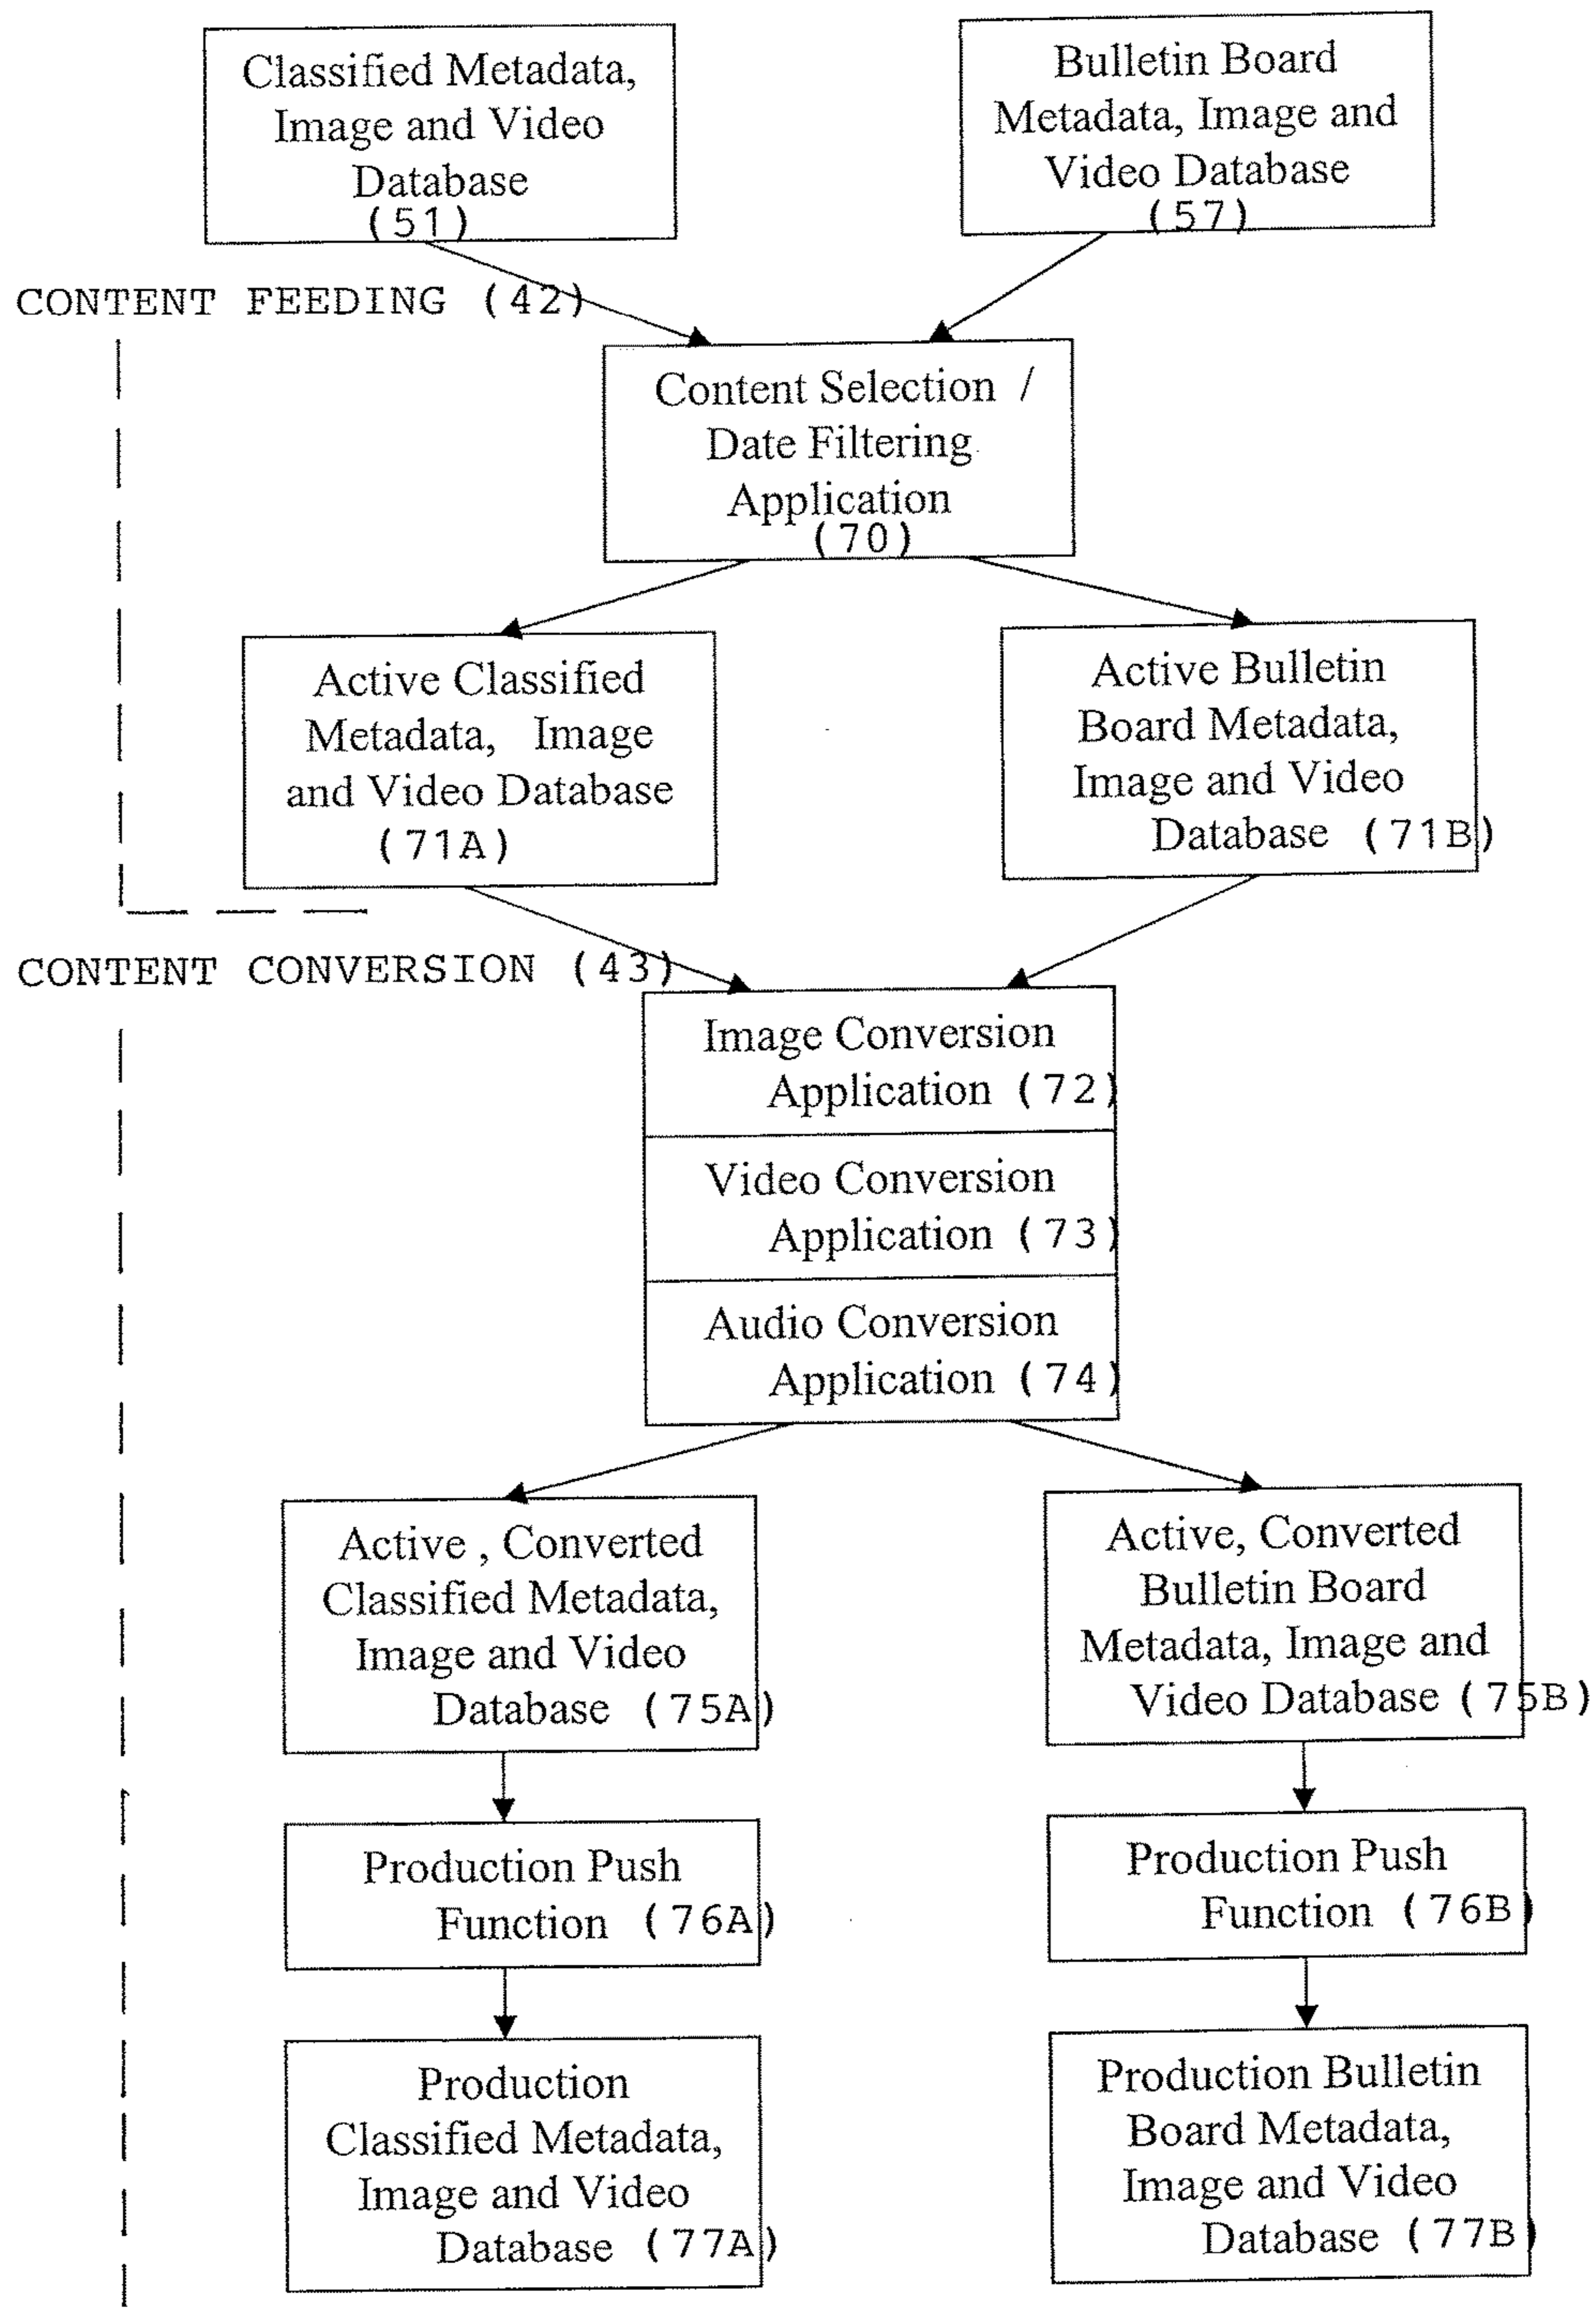 Classified Metadata,
Image and Video
Database
(51)
Bulletin Board
Metadata, Image and
Video Database
(57)
CONTENT FEEDING (42)
Content Selection /
Date Filtering
Application
(70)
Active Classified
Metadata, Image
and Video Database
(71A)
Active Bulletin
Board Metadata,
Image and Video
Database (71B)
CONTENT CONVERSION (43)
Image Conversion
Application (72)
Video Conversion
Application (73)
Audio Conversion
Application (74)
Active , Converted
Classified Metadata,
Image and Video
Database (75A)
Active, Converted
Bulletin Board
Metadata, Image and
Video Database (75B)
Production Push
Function (76A)
Production Push
Function (76B)
Production
Classified Metadata,
Image and Video
Database (77A)
Production Bulletin
Board Metadata,
Image and Video
Database (77B)